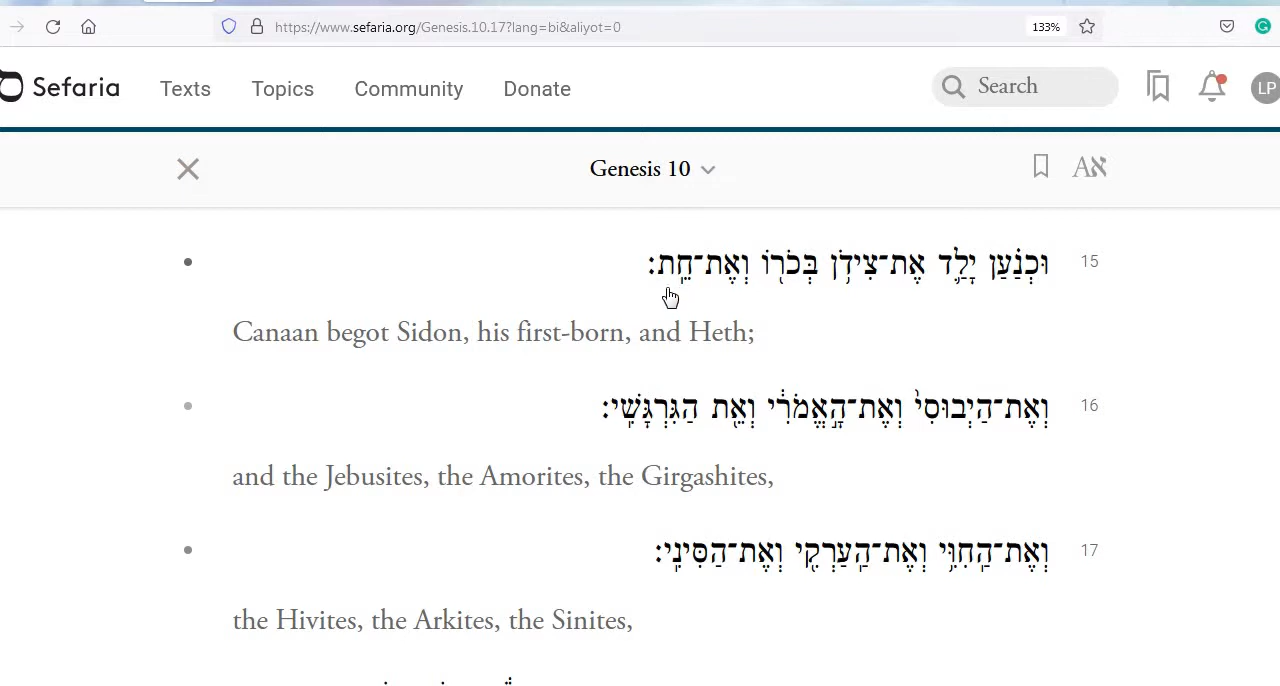 https://www.sefaria.org/Genesis.10.17?lang=bi&aliyot=0 133%
Sefaria Texts Topics Community Donate Search LP
Genesis 10 Aא
וּכְנַ֗עַן יָלַ֛ד אֶת־צִידֹ֥ן בְּכֹר֖וֹ וְאֶת־חֵֽת׃ 15
Canaan begot Sidon, his first-born, and Heth;
וְאֶת־הַיְבוּסִי֙ וְאֶת־הָ֣אֱמֹרִ֔י וְאֵ֖ת הַגִּרְגָּשִֽׁי׃ 16
and the Jebusites, the Amorites, the Girgashites,
וְאֶת־הַֽחִוִּ֥י וְאֶת־הַֽעַרְקִ֖י וְאֶת־הַסִּינִֽי׃ 17
the Hivites, the Arkites, the Sinites,